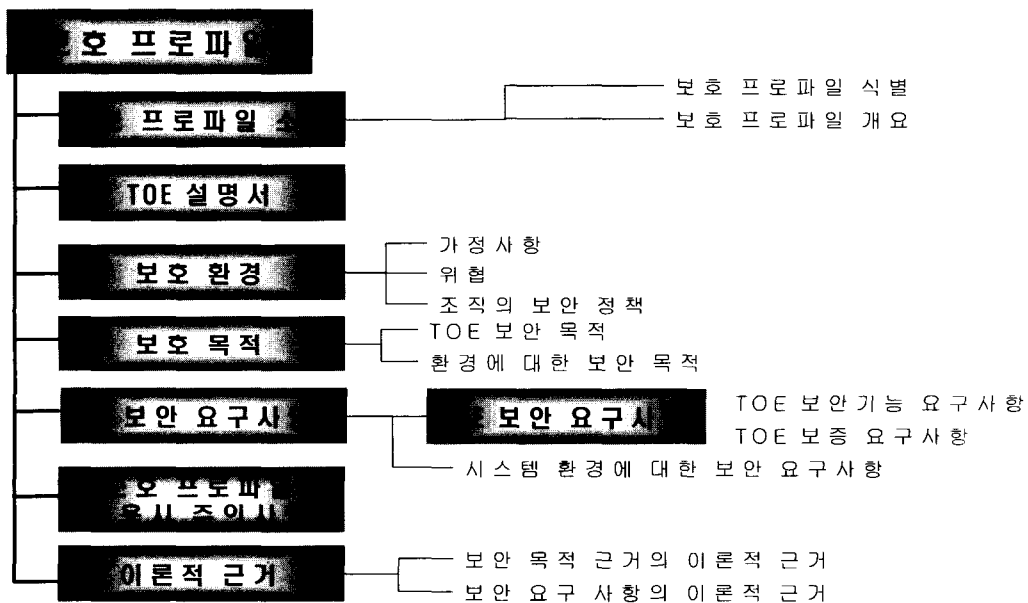 호 프로파일
프로파일
보호 프로파일 식별
보호 프로파일 개요
TOE 설명서
보호 환경
가정사항
위협
조직의 보안 정책
보호 목적
TOE 보안 목적
환경에 대한 보안 목적
보안 요구사
보안 요구사
TOE 보안기능 요구사항
TOE 보증 요구사항
시스템 환경에 대한 보안 요구사항
호 프로파
이론적 근거
보안 목적 근거의 이론적 근거
보안 요구 사항의 이론적 근거